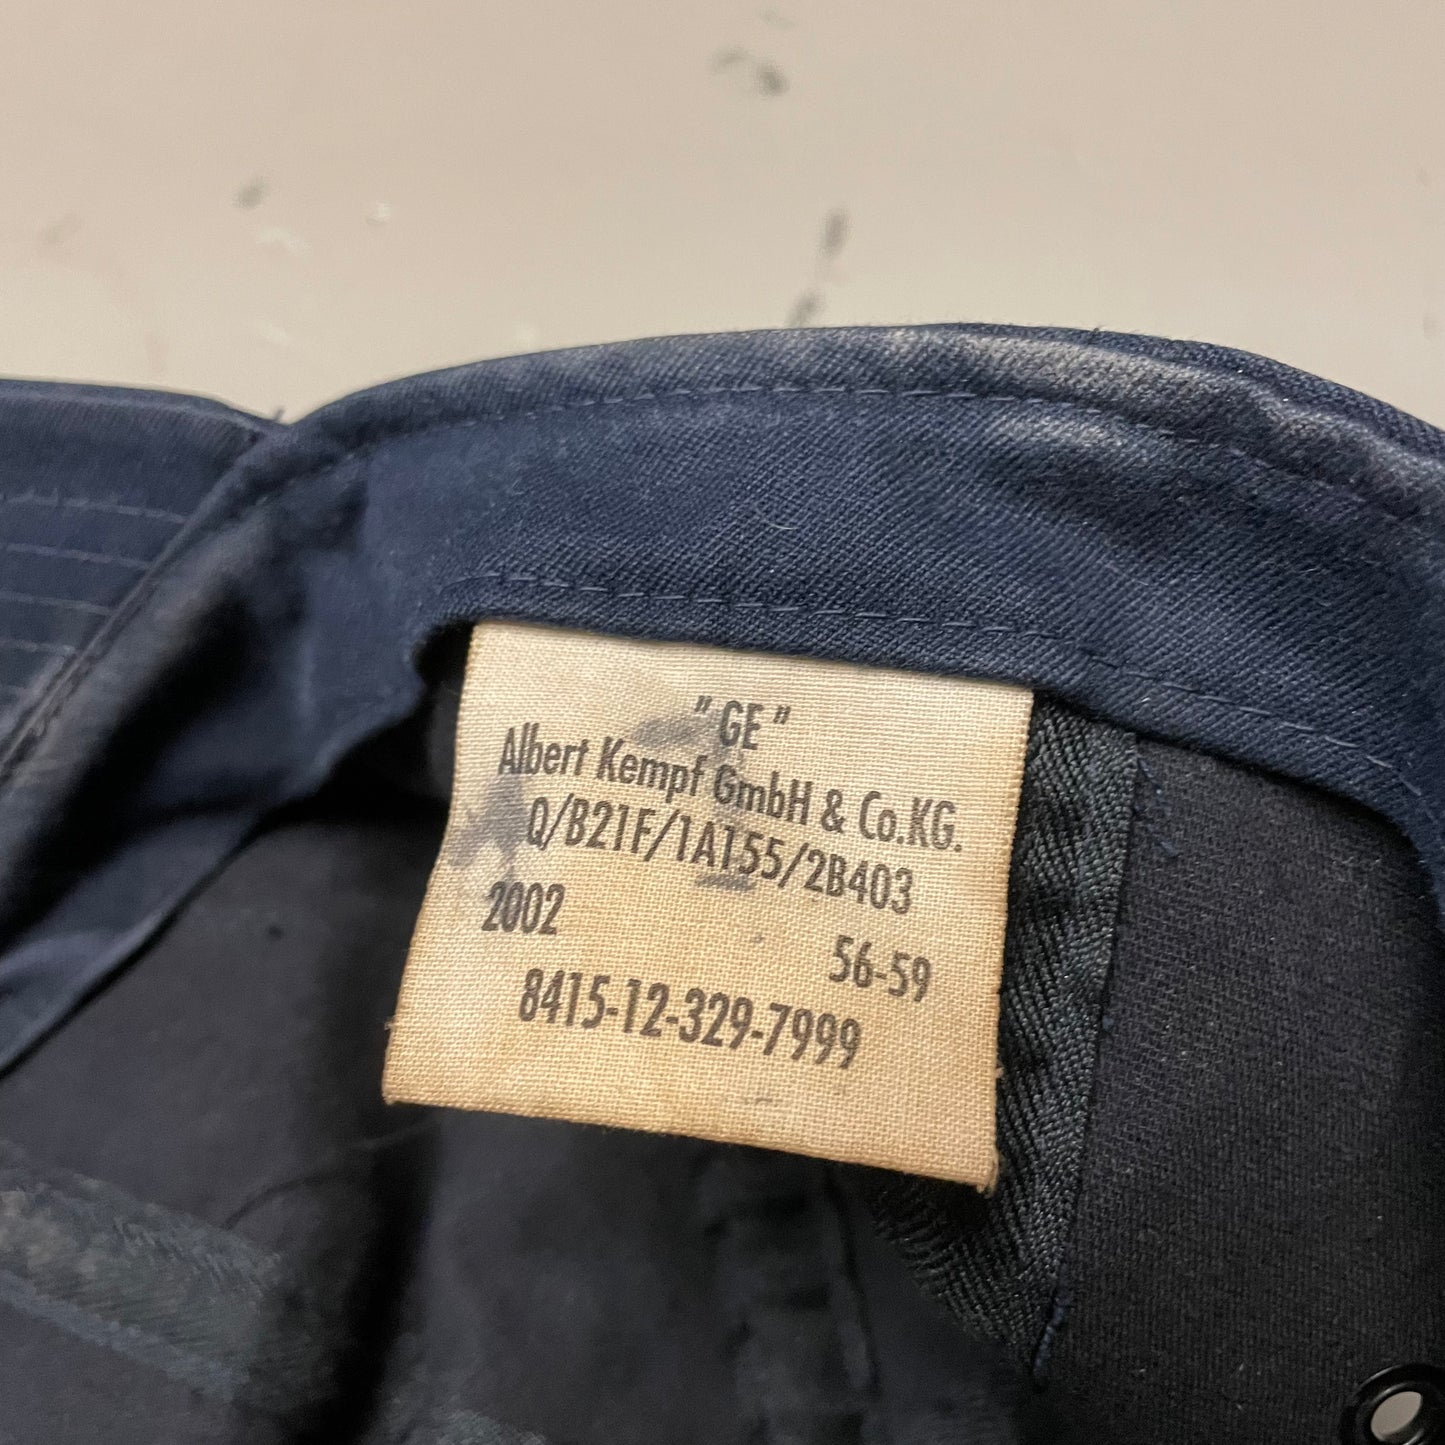 "GE"
Albert Kempf GmbH & Co.KG.
Q/B21F/1A155/2B403
2002 56-59
8415-12-329-7999